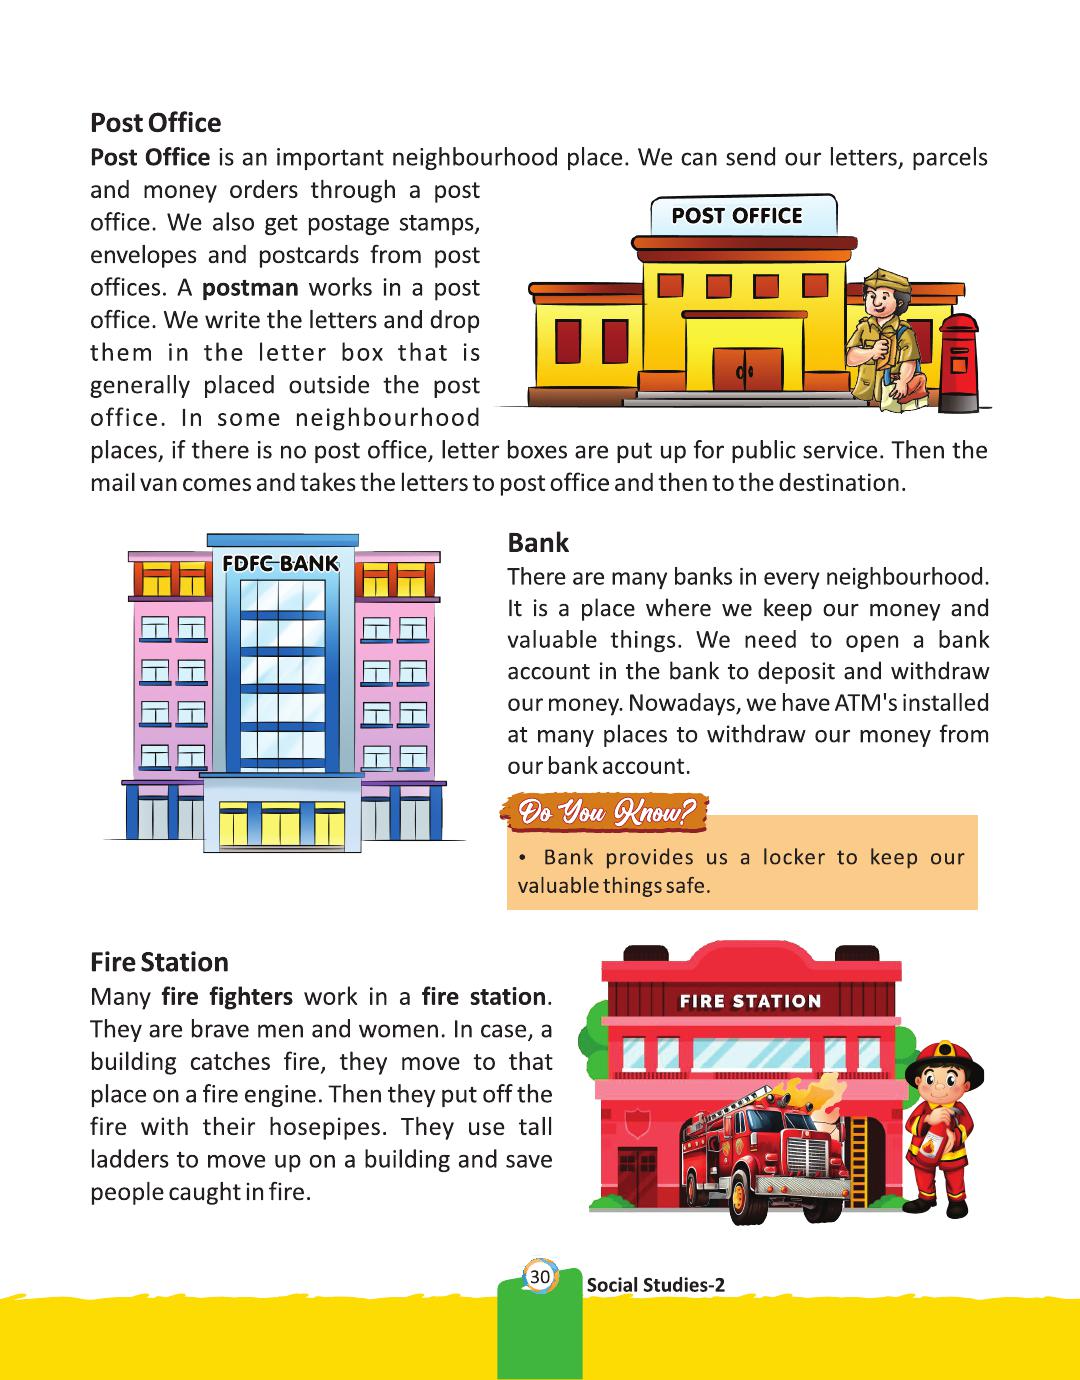 Post Office
Post Office is an important neighbourhood place. We can send our letters, parcels
and money orders through a post
office. We also get postage stamps,
envelopes and postcards from post
offices. A postman works in a post
office. We write the letters and drop
them in the letter box that is
generally placed outside the post
office. In some neighbourhood
places, if there is no post office, letter boxes are put up for public service. Then the
mail van comes and takes the letters to post office and then to the destination.
POST OFFICE
FDFC BANK
Bank
There are many banks in every neighbourhood.
It is a place where we keep our money and
valuable things. We need to open a bank
account in the bank to deposit and withdraw
our money. Nowadays, we have ATM's installed
at many places to withdraw our money from
our bank account.
Do You Know?
• Bank provides us a locker to keep our
valuable things safe.
Fire Station
Many fire fighters work in a fire station.
They are brave men and women. In case, a
building catches fire, they move to that
place on a fire engine. Then they put off the
fire with their hosepipes. They use tall
ladders to move up on a building and save
people caught in fire.
FIRE STATION
30
Social Studies-2